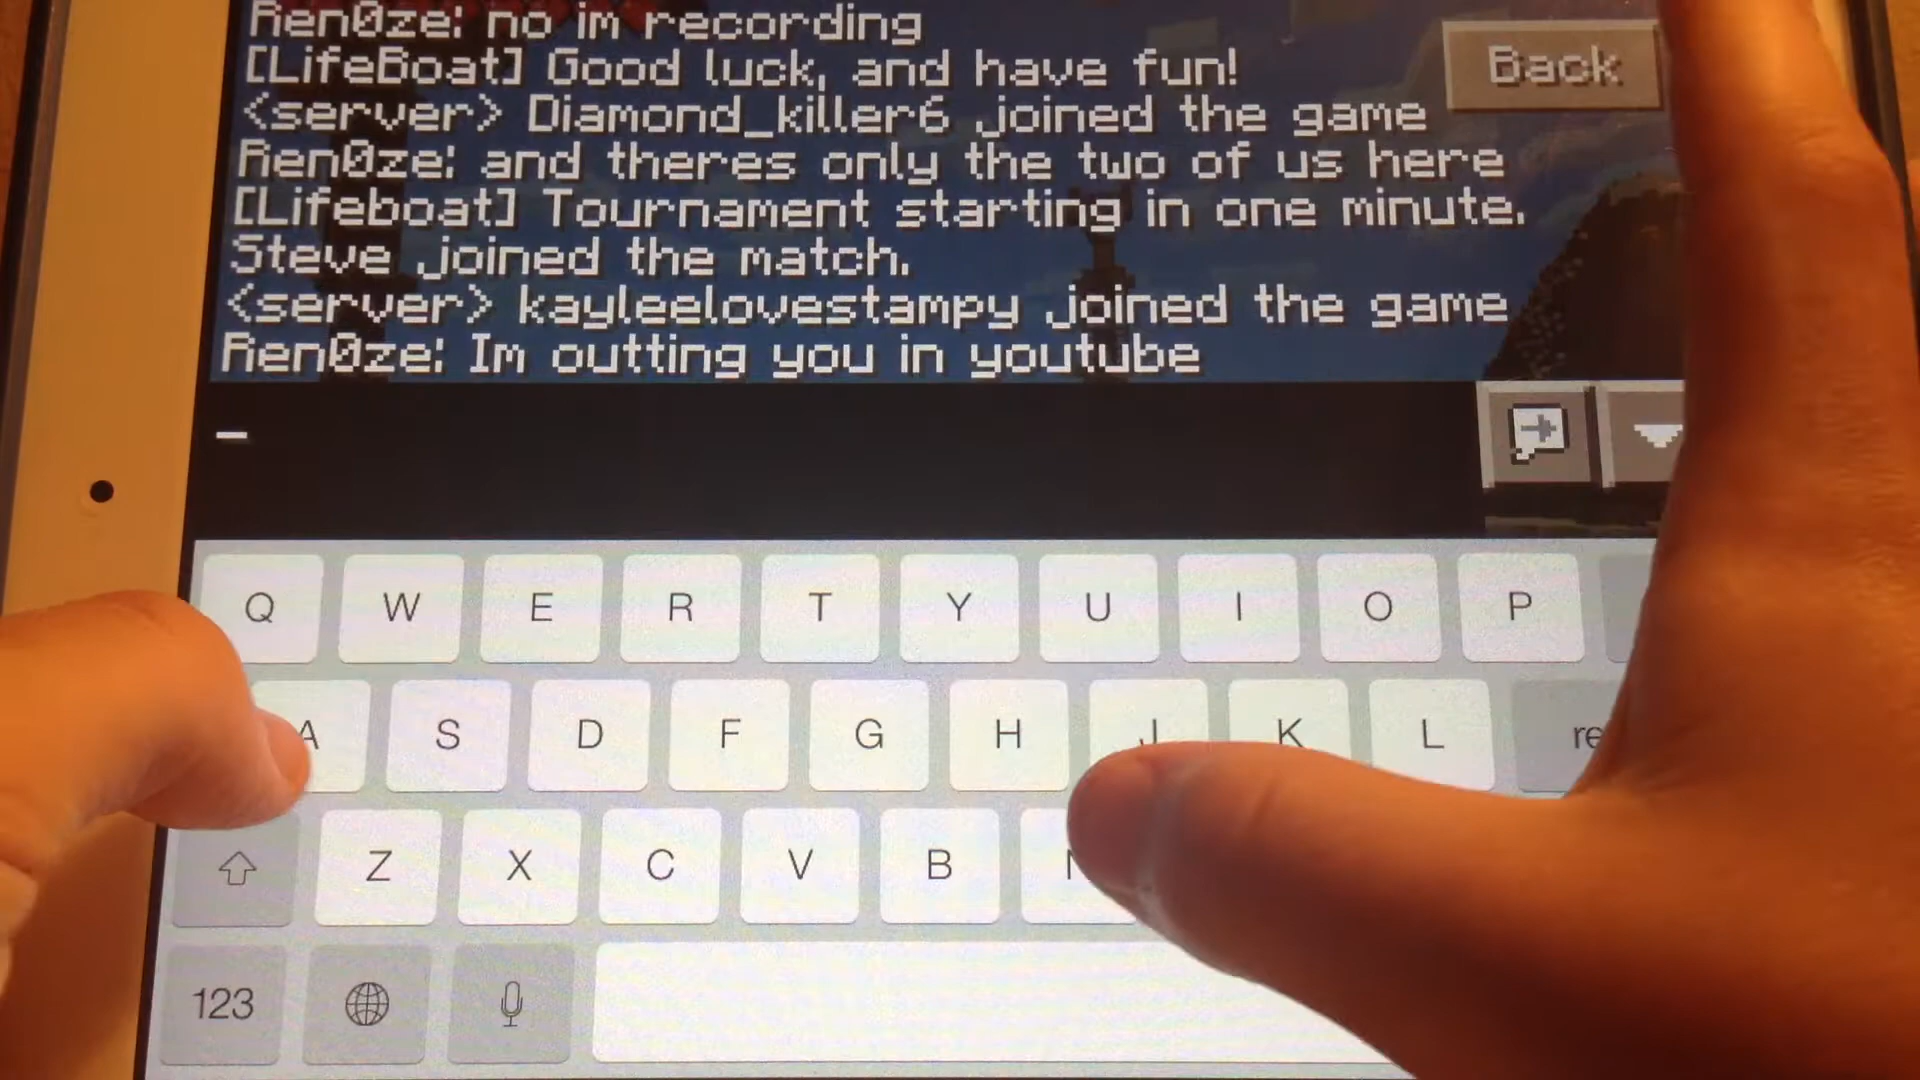 Ren0ze: no im recording
[LifeBoat] Good luck, and have fun!
Back
<server> Diamond_killer6 joined the game
Ren0ze: and theres only the two of us here
[Lifeboat] Tournament starting in one minute.
Steve joined the match.
<server> kayleelovestampy joined the game
Ren0ze: Im outting you in youtube
Q W E R T Y U I O P
A S D F G H J K L
Z X C V B N
123